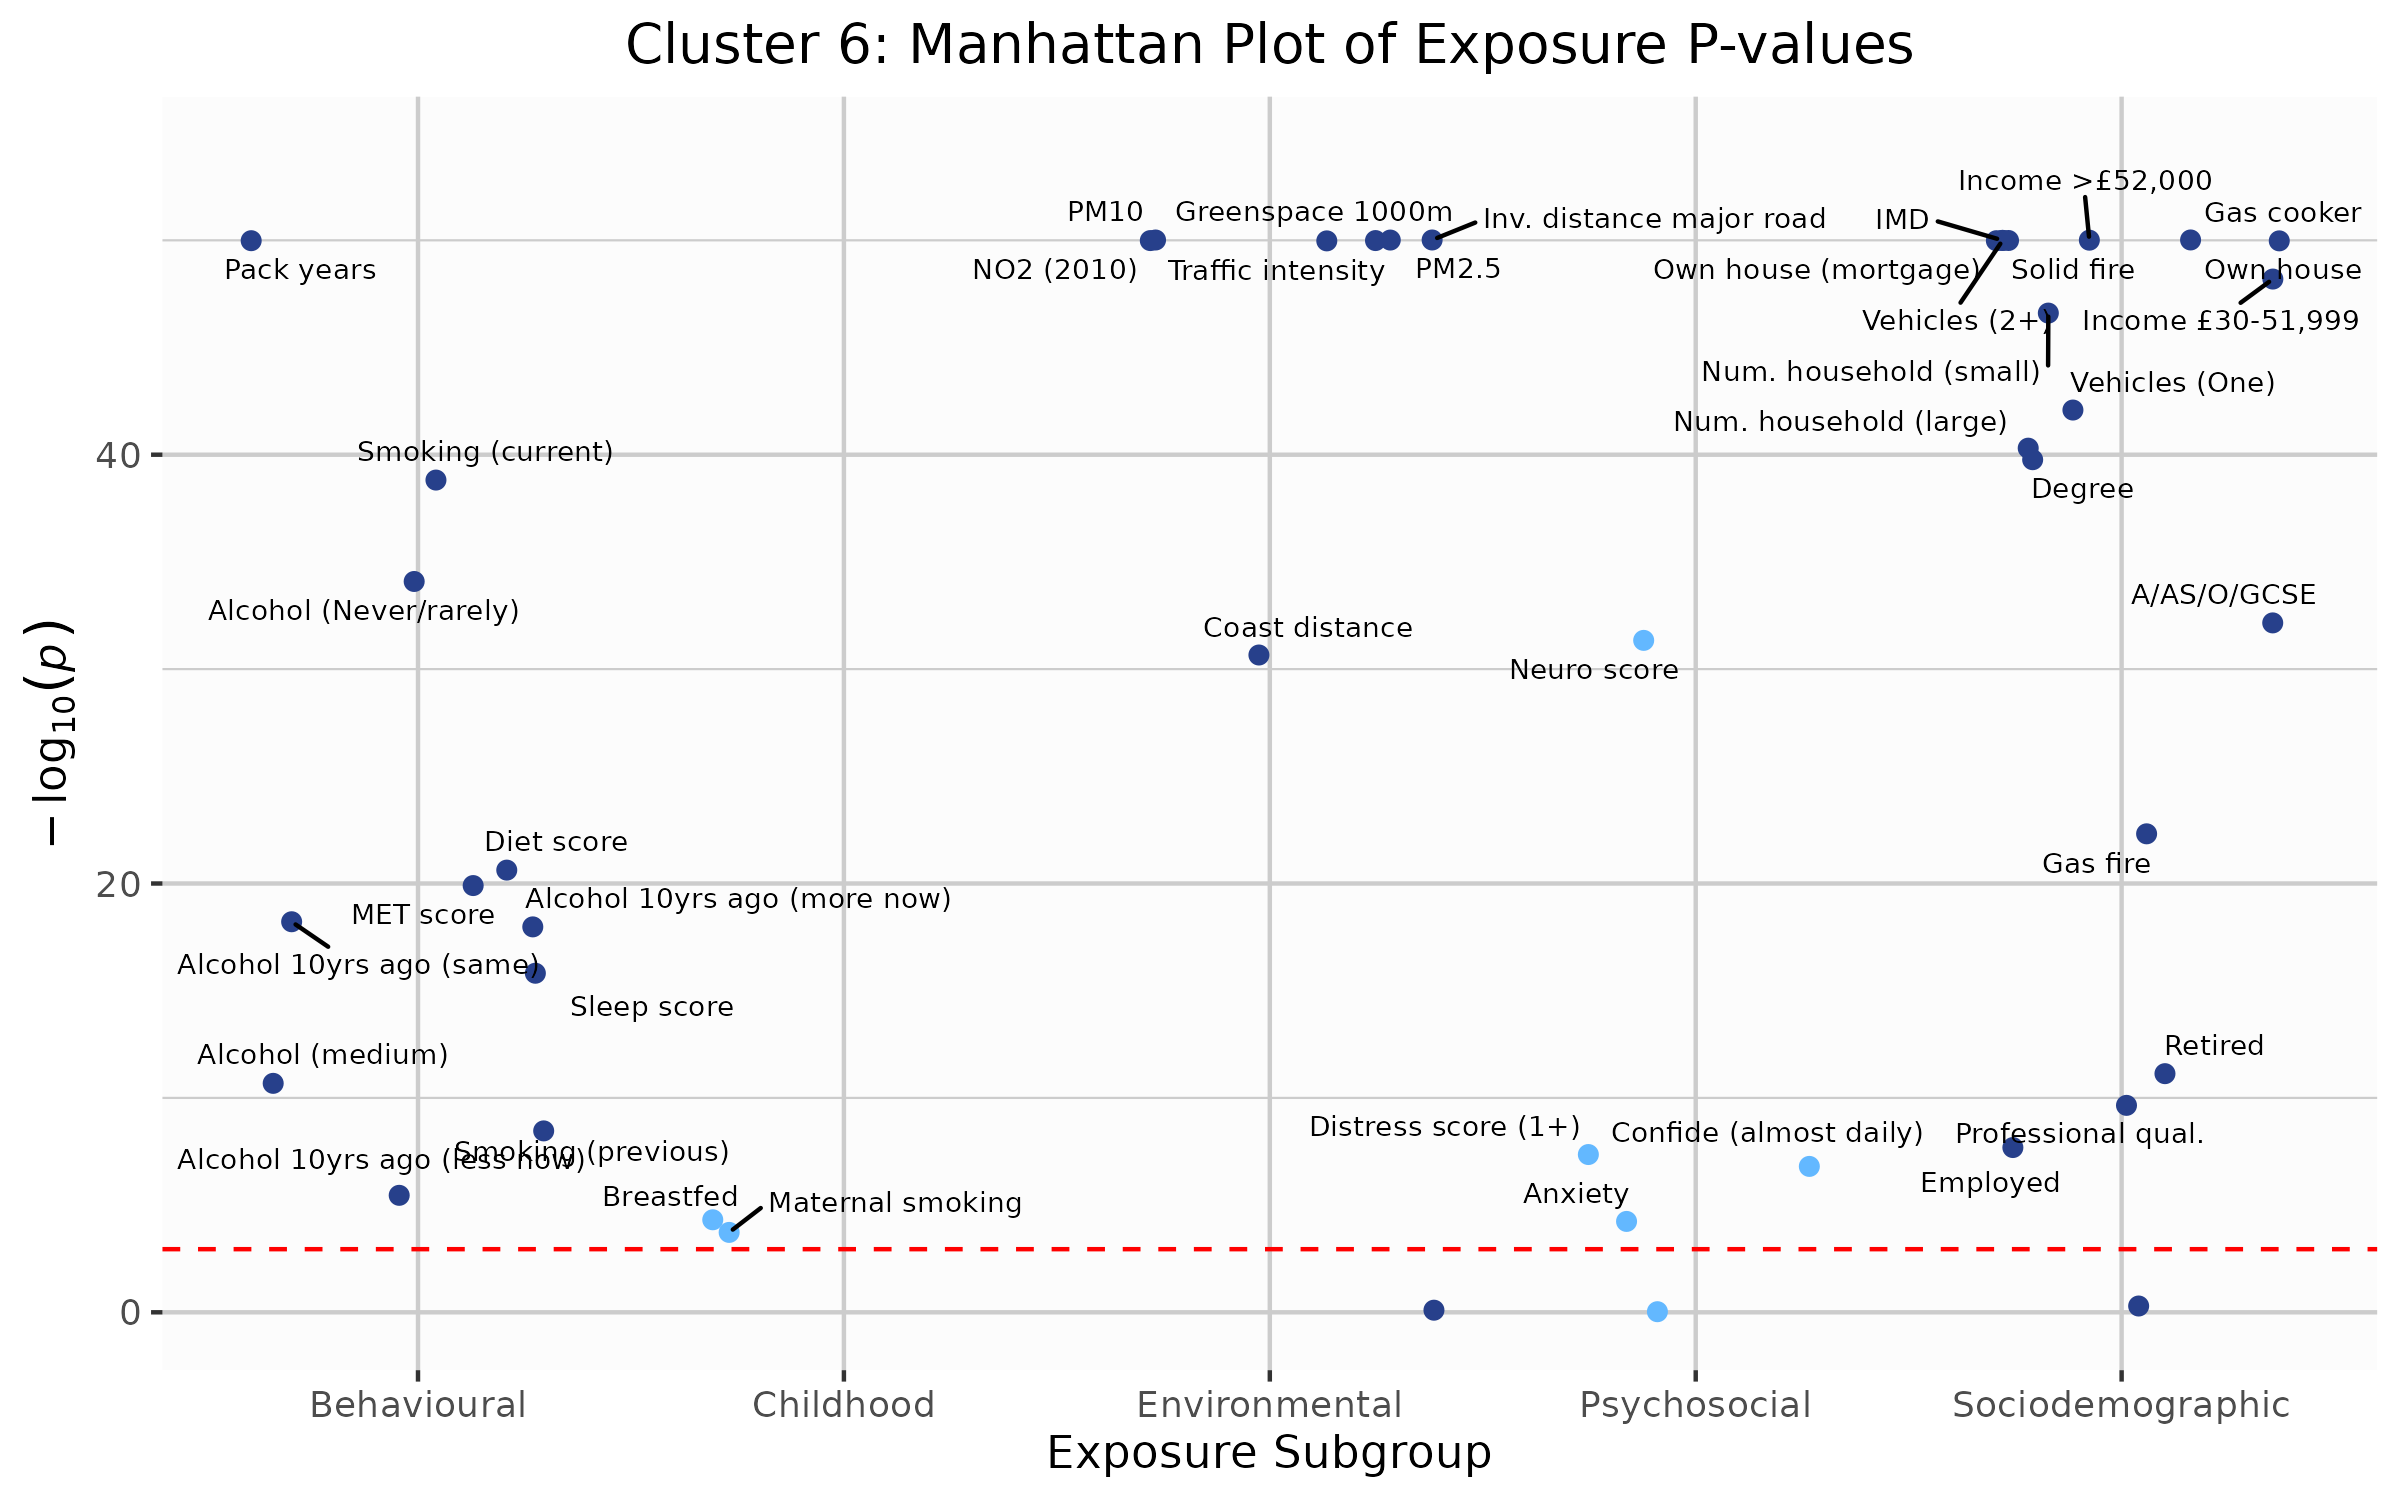 Cluster 6: Manhattan Plot of Exposure P-values
Income >£52,000
PM10
Greenspace 1000m
Inv. distance major road
IMD
Gas cooker
Pack years
NO2 (2010)
Traffic intensity
PM2.5
Own house (mortgage)
Solid fire
Own house
Vehicles (2+)
Income £30-51,999
Num. household (small)
Vehicles (One)
Num. household (large)
40
Smoking (current)
Degree
Alcohol (Never/rarely)
A/AS/O/GCSE
Coast distance
Neuro score
−log10(p)
Diet score
Gas fire
20
Alcohol 10yrs ago (more now)
MET score
Alcohol 10yrs ago (same)
Sleep score
Alcohol (medium)
Retired
Distress score (1+)
Confide (almost daily)
Professional qual.
Smoking (previous)
Alcohol 10yrs ago (less now)
Employed
Breastfed
Maternal smoking
Anxiety
0
Behavioural
Childhood
Environmental
Psychosocial
Sociodemographic
Exposure Subgroup